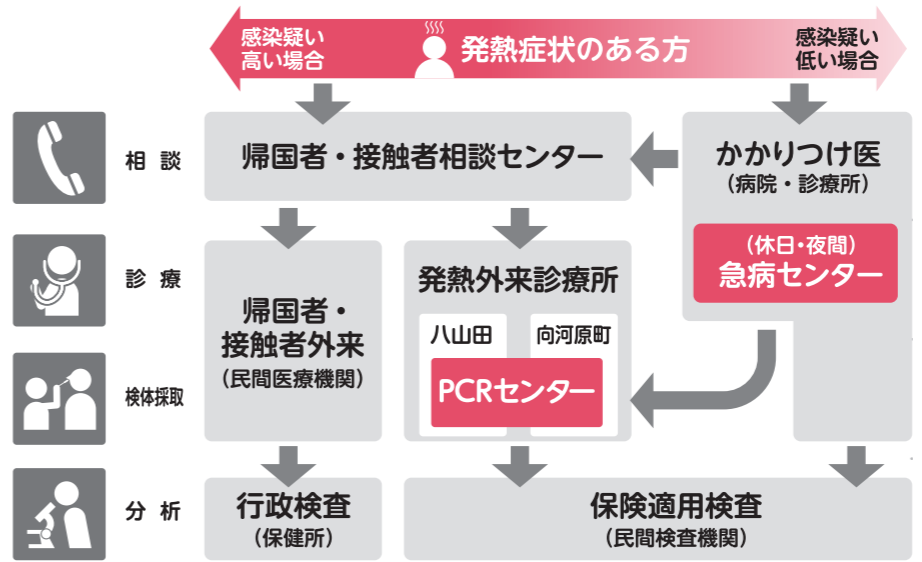 感染疑い
高い場合
発熱症状のある方
感染疑い
低い場合
相談
帰国者・接触者相談センター
かかりつけ医
（病院・診療所）
（休日・夜間）
急病センター
診療
帰国者・
接触者外来
（民間医療機関）
発熱外来診療所
八山田
向河原町
PCRセンター
検体採取
分析
行政検査
（保健所）
保険適用検査
（民間検査機関）